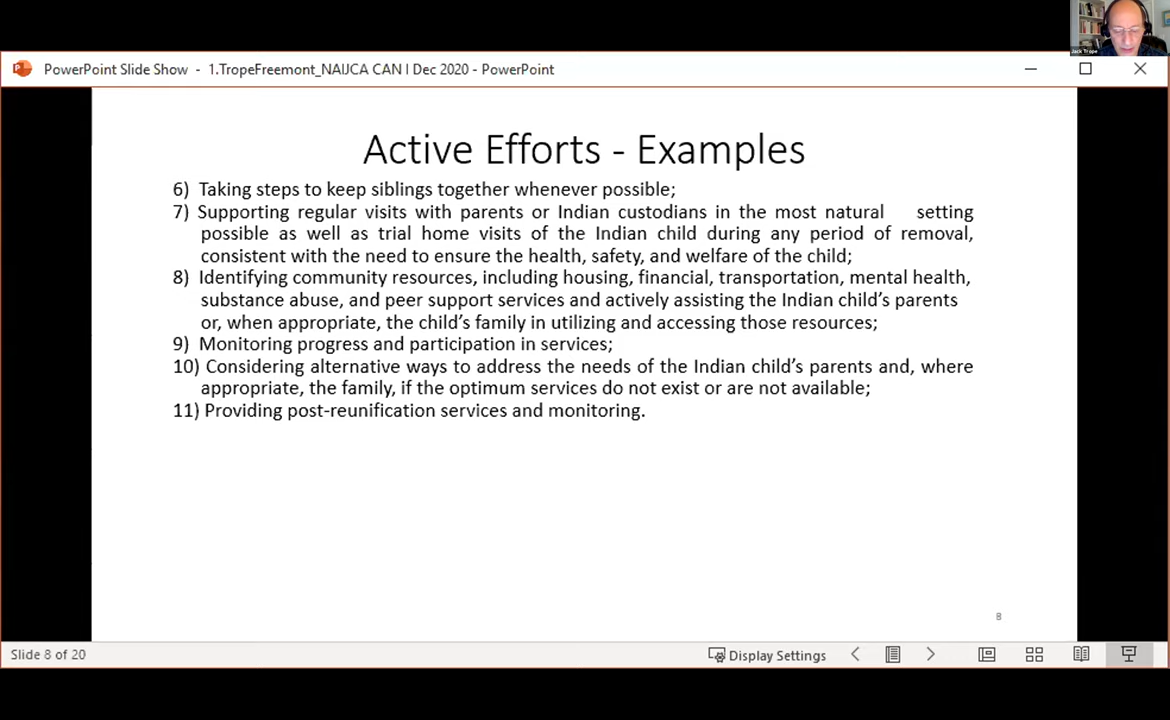 Jack Trope
PowerPoint Slide Show - 1.TropeFreemont_NAIJCA CAN I Dec 2020 - PowerPoint
Active Efforts - Examples
6) Taking steps to keep siblings together whenever possible;
7) Supporting regular visits with parents or Indian custodians in the most natural setting
possible as well as trial home visits of the Indian child during any period of removal,
consistent with the need to ensure the health, safety, and welfare of the child;
8) Identifying community resources, including housing, financial, transportation, mental health,
substance abuse, and peer support services and actively assisting the Indian child's parents
or, when appropriate, the child's family in utilizing and accessing those resources;
9) Monitoring progress and participation in services;
10) Considering alternative ways to address the needs of the Indian child's parents and, where
appropriate, the family, if the optimum services do not exist or are not available;
11) Providing post-reunification services and monitoring.
8
Slide 8 of 20
Display Settings